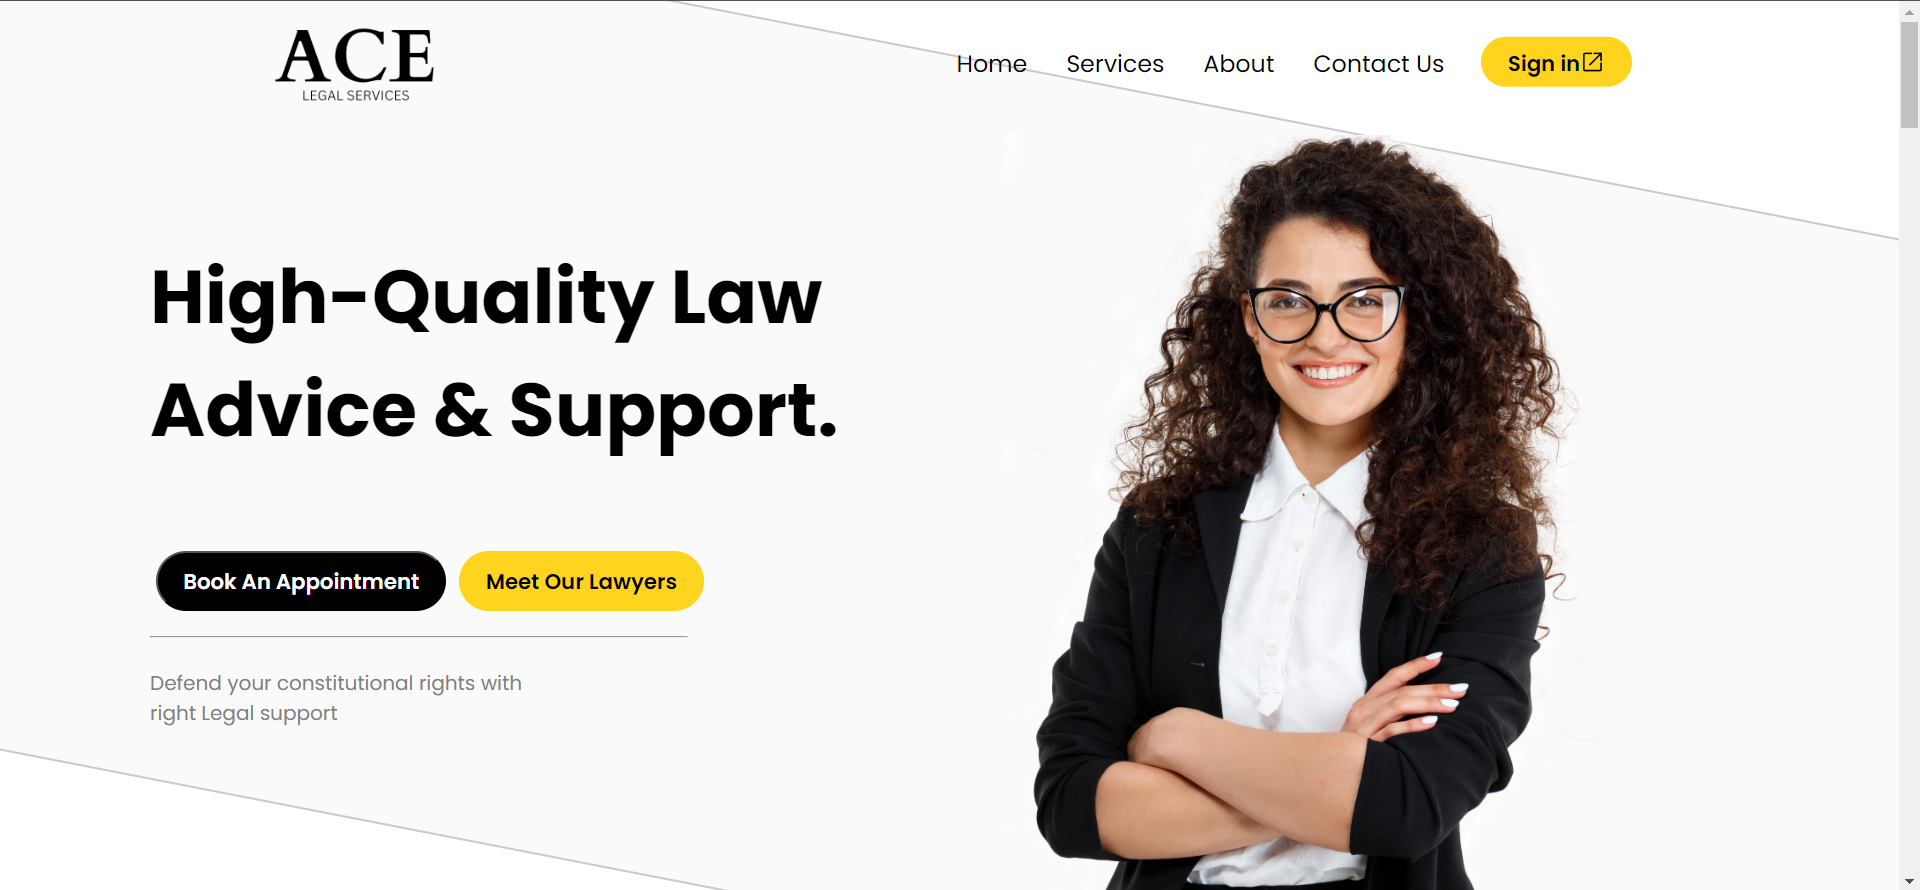 ACE
LEGAL SERVICES
Home Services About Contact Us Sign in
High-Quality Law
Advice & Support.
Book An Appointment Meet Our Lawyers
Defend your constitutional rights with
right Legal support